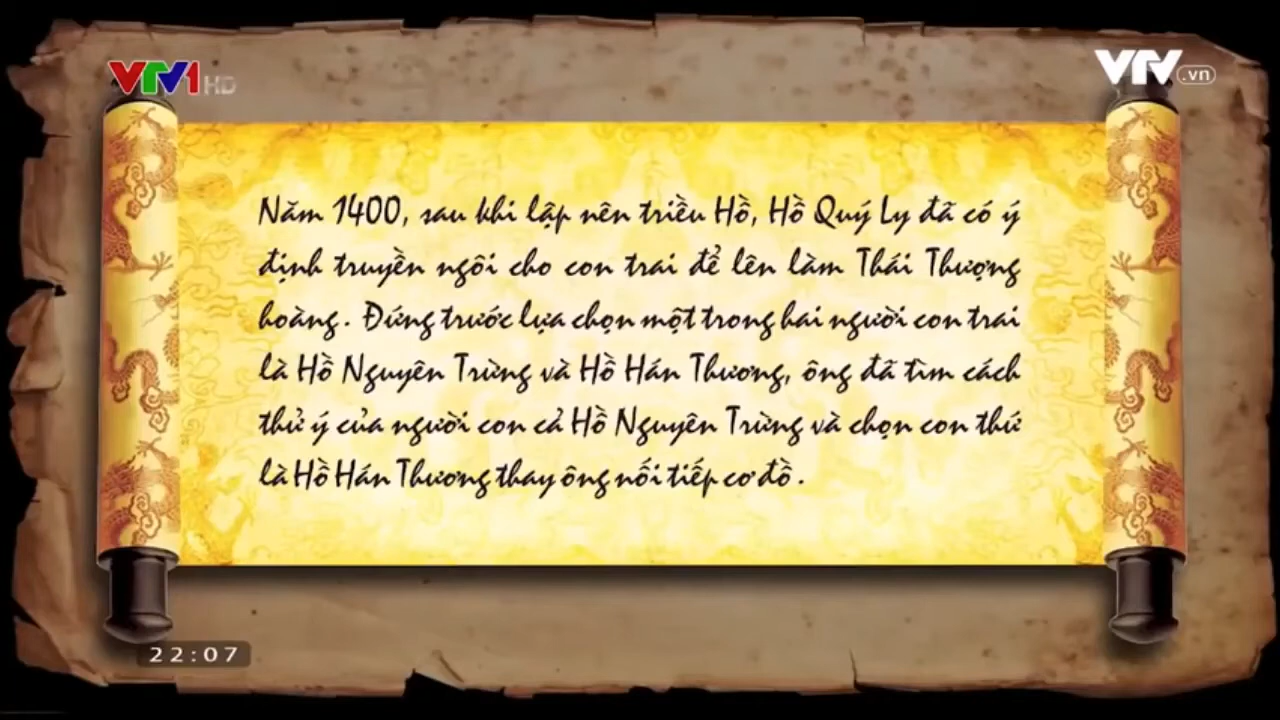 VTV1 HD
VTV.vn
Năm 1400, sau khi lập nên triều Hồ, Hồ Quý Ly đã có ý
định truyền ngôi cho con trai để lên làm Thái Thượng
hoàng. Đứng trước lựa chọn một trong hai người con trai
là Hồ Nguyên Trừng và Hồ Hán Thương, ông đã tìm cách
thử ý của người con cả Hồ Nguyên Trừng và chọn con thứ
là Hồ Hán Thương thay ông nối tiếp cơ đồ.
22:07